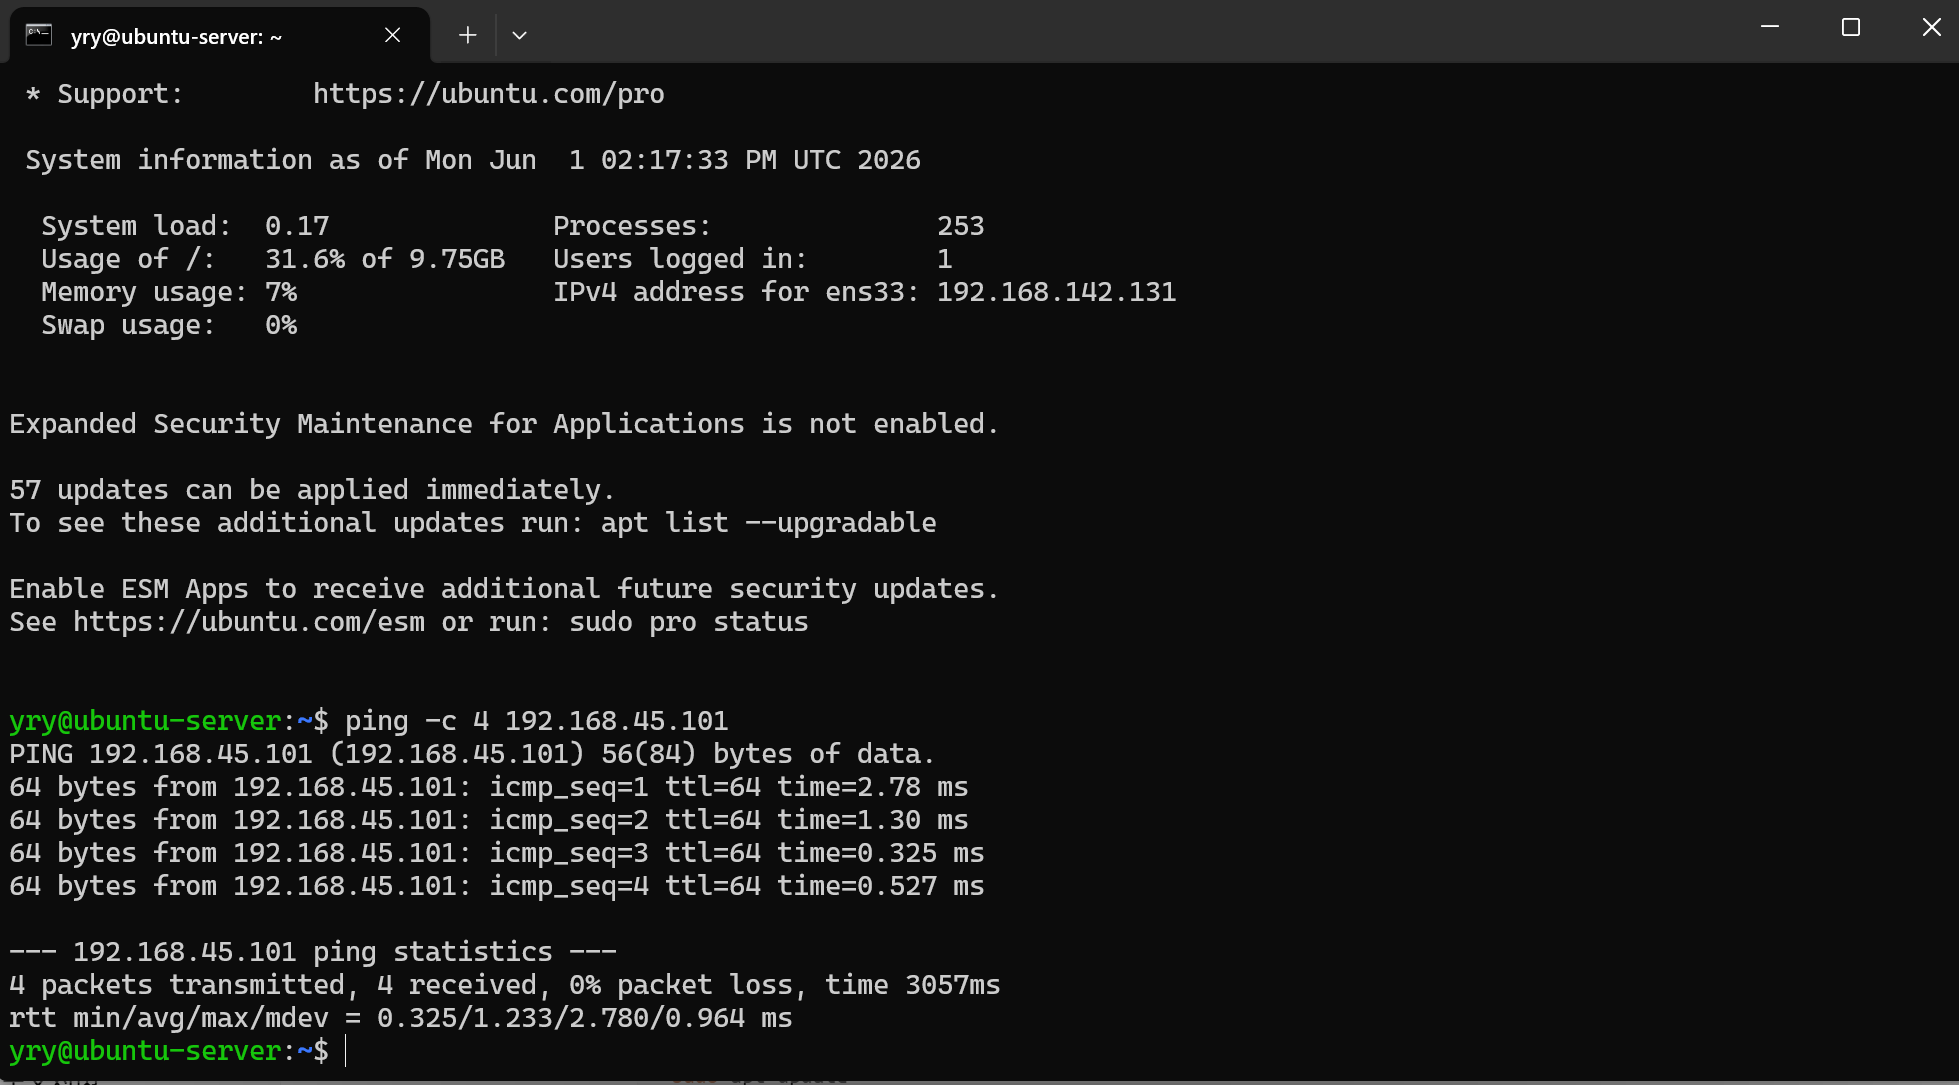 yry@ubuntu-server: ~
* Support:        https://ubuntu.com/pro
System information as of Mon Jun  1 02:17:33 PM UTC 2026
System load:  0.17              Processes:              253
Usage of /:   31.6% of 9.75GB   Users logged in:        1
Memory usage: 7%                IPv4 address for ens33: 192.168.142.131
Swap usage:   0%
Expanded Security Maintenance for Applications is not enabled.
57 updates can be applied immediately.
To see these additional updates run: apt list --upgradable
Enable ESM Apps to receive additional future security updates.
See https://ubuntu.com/esm or run: sudo pro status
yry@ubuntu-server:~$ ping -c 4 192.168.45.101
PING 192.168.45.101 (192.168.45.101) 56(84) bytes of data.
64 bytes from 192.168.45.101: icmp_seq=1 ttl=64 time=2.78 ms
64 bytes from 192.168.45.101: icmp_seq=2 ttl=64 time=1.30 ms
64 bytes from 192.168.45.101: icmp_seq=3 ttl=64 time=0.325 ms
64 bytes from 192.168.45.101: icmp_seq=4 ttl=64 time=0.527 ms
--- 192.168.45.101 ping statistics ---
4 packets transmitted, 4 received, 0% packet loss, time 3057ms
rtt min/avg/max/mdev = 0.325/1.233/2.780/0.964 ms
yry@ubuntu-server:~$